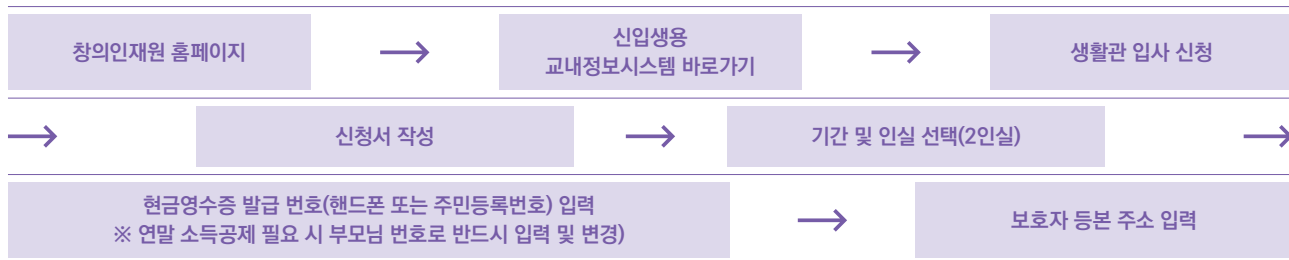 창의인재원 홈페이지
신입생용
교내정보시스템 바로가기
생활관 입사 신청
신청서 작성
기간 및 인실 선택(2인실)
현금영수증 발급 번호(핸드폰 또는 주민등록번호) 입력
※ 연말 소득공제 필요 시 부모님 번호로 반드시 입력 및 변경)
보호자 등본 주소 입력